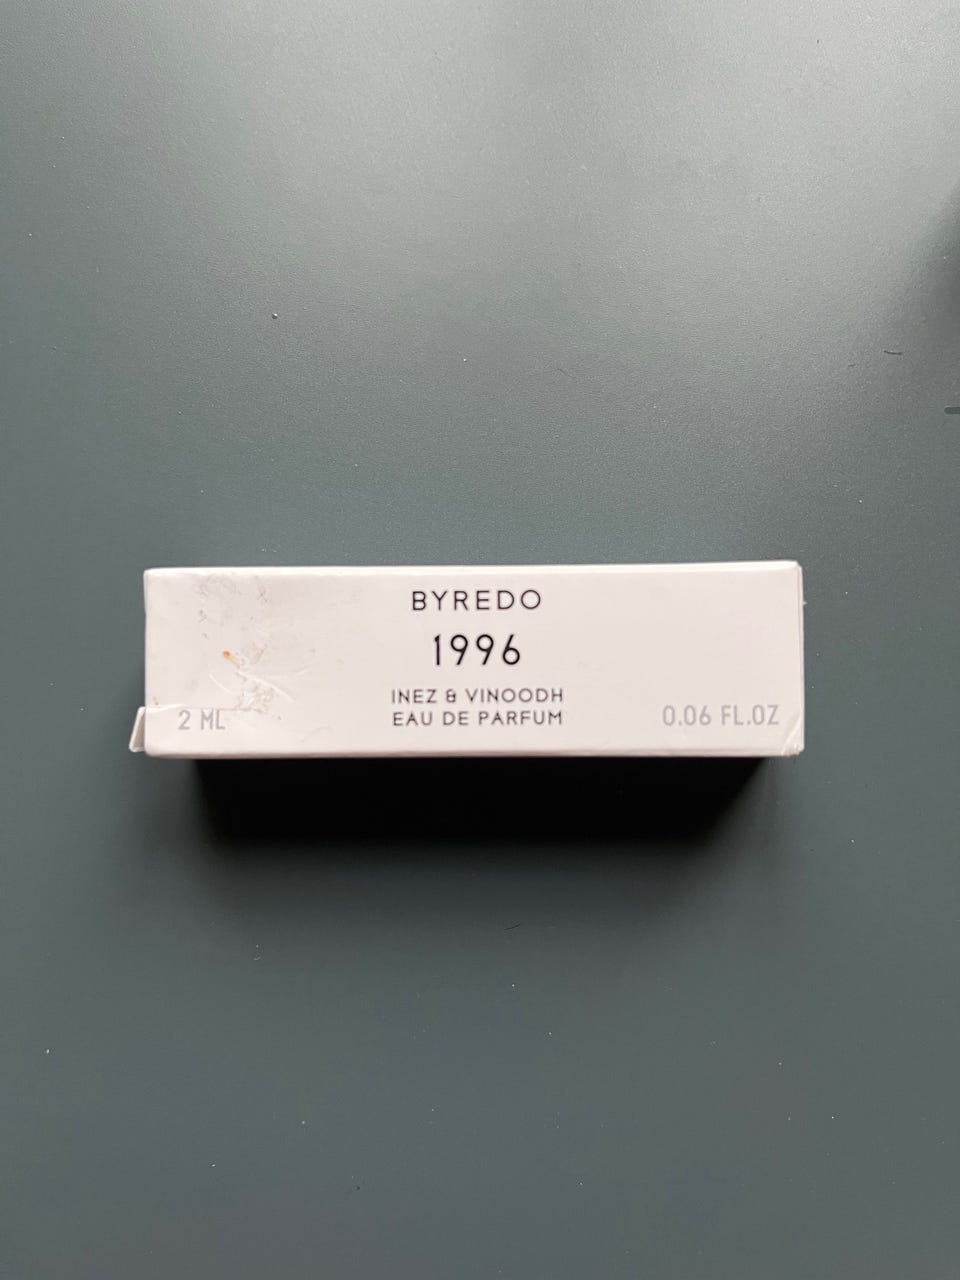 BYREDO
1996
INEZ & VINOODH
EAU DE PARFUM
2 ML
0.06 FL.OZ